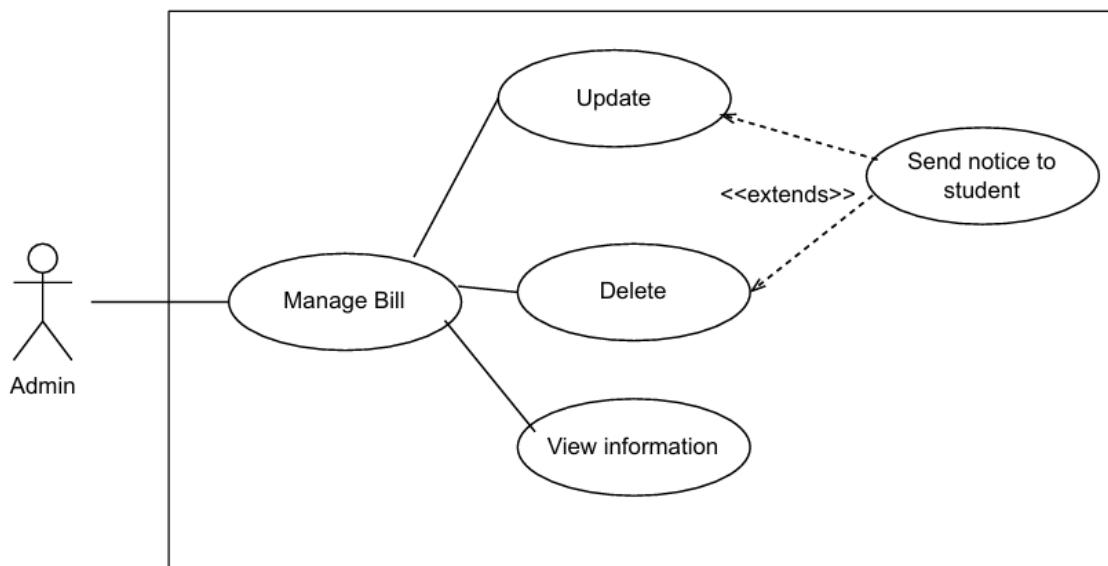 Update
Send notice to
student
<<extends>>
Delete
Manage Bill
Admin
View information